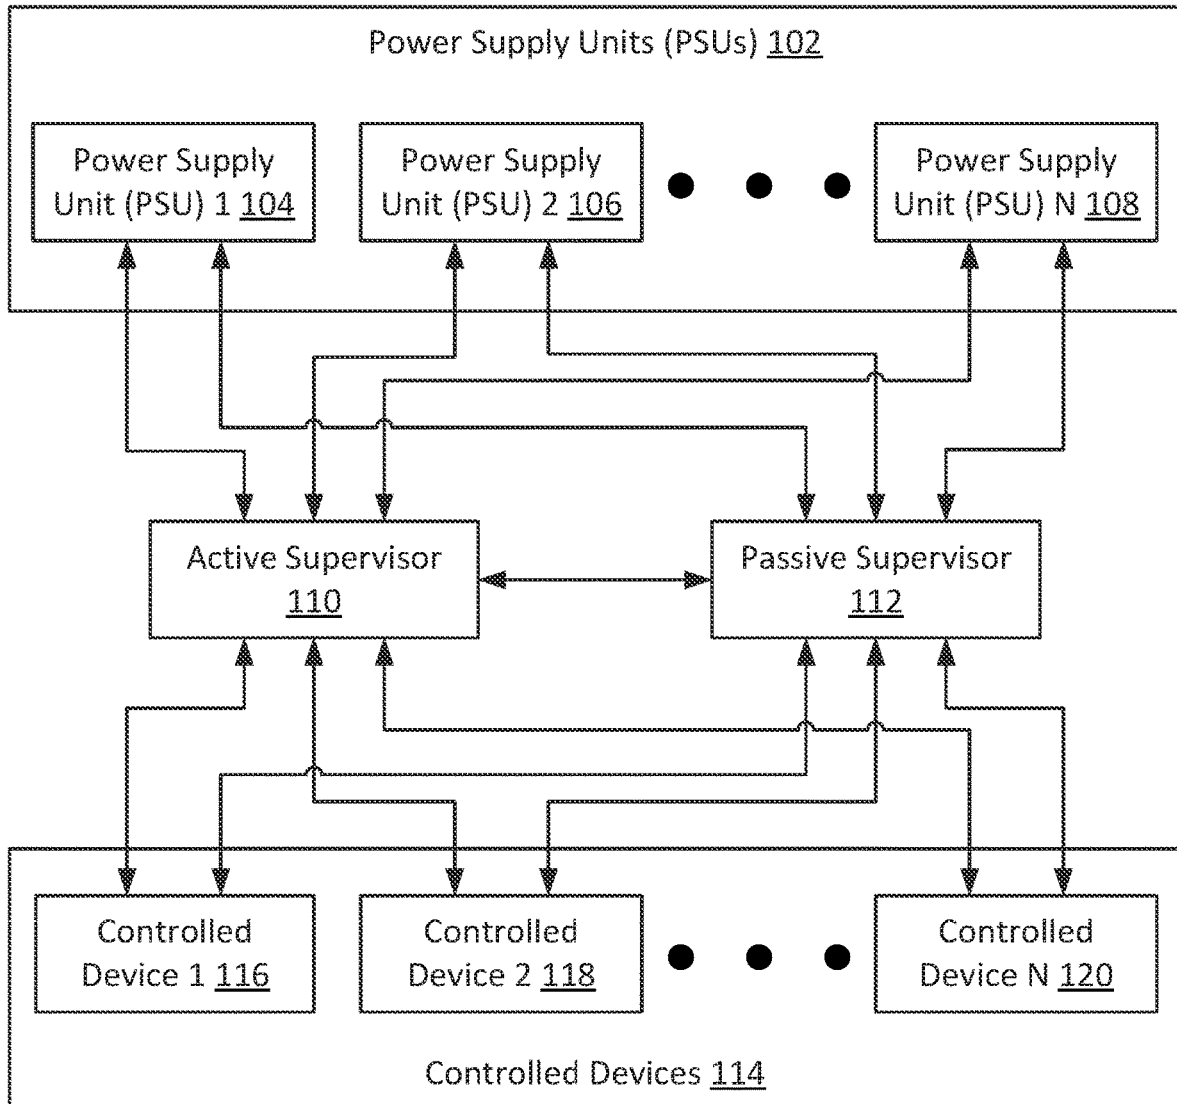 Power Supply Units (PSUs) 102
Power Supply
Unit (PSU) 1 104
Power Supply
Unit (PSU) 2 106
Power Supply
Unit (PSU) N 108
Active Supervisor
110
Passive Supervisor
112
Controlled
Device 1 116
Controlled
Device 2 118
Controlled
Device N 120
Controlled Devices 114